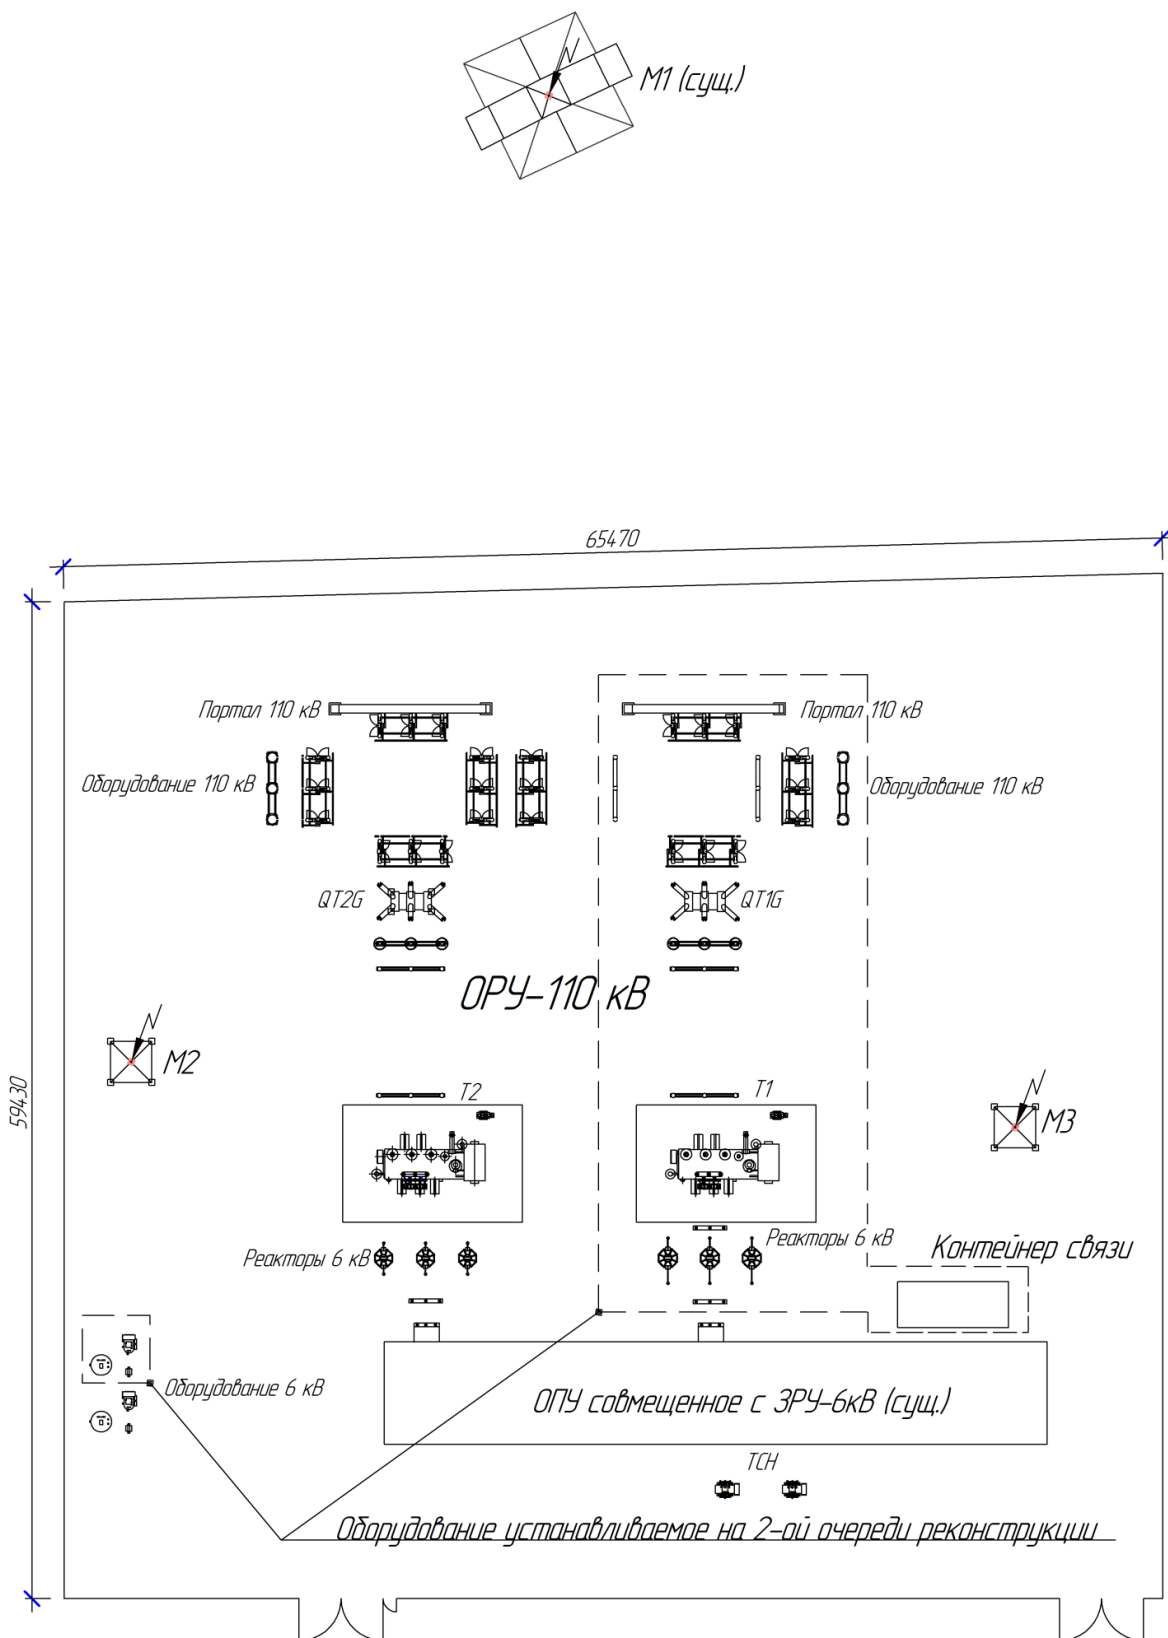 М1 (сущ.)
65470
Портал 110 кВ
Портал 110 кВ
Оборудование 110 кВ
Оборудование 110 кВ
QT2G
QT1G
ОРУ-110 кВ
М2
59430
Т2
Т1
М3
Реакторы 6 кВ
Реакторы 6 кВ
Контейнер связи
Оборудование 6 кВ
ОПУ совмещенное с ЗРУ-6кВ (сущ.)
ТСН
Оборудование устанавливаемое на 2-ой очереди реконструкции